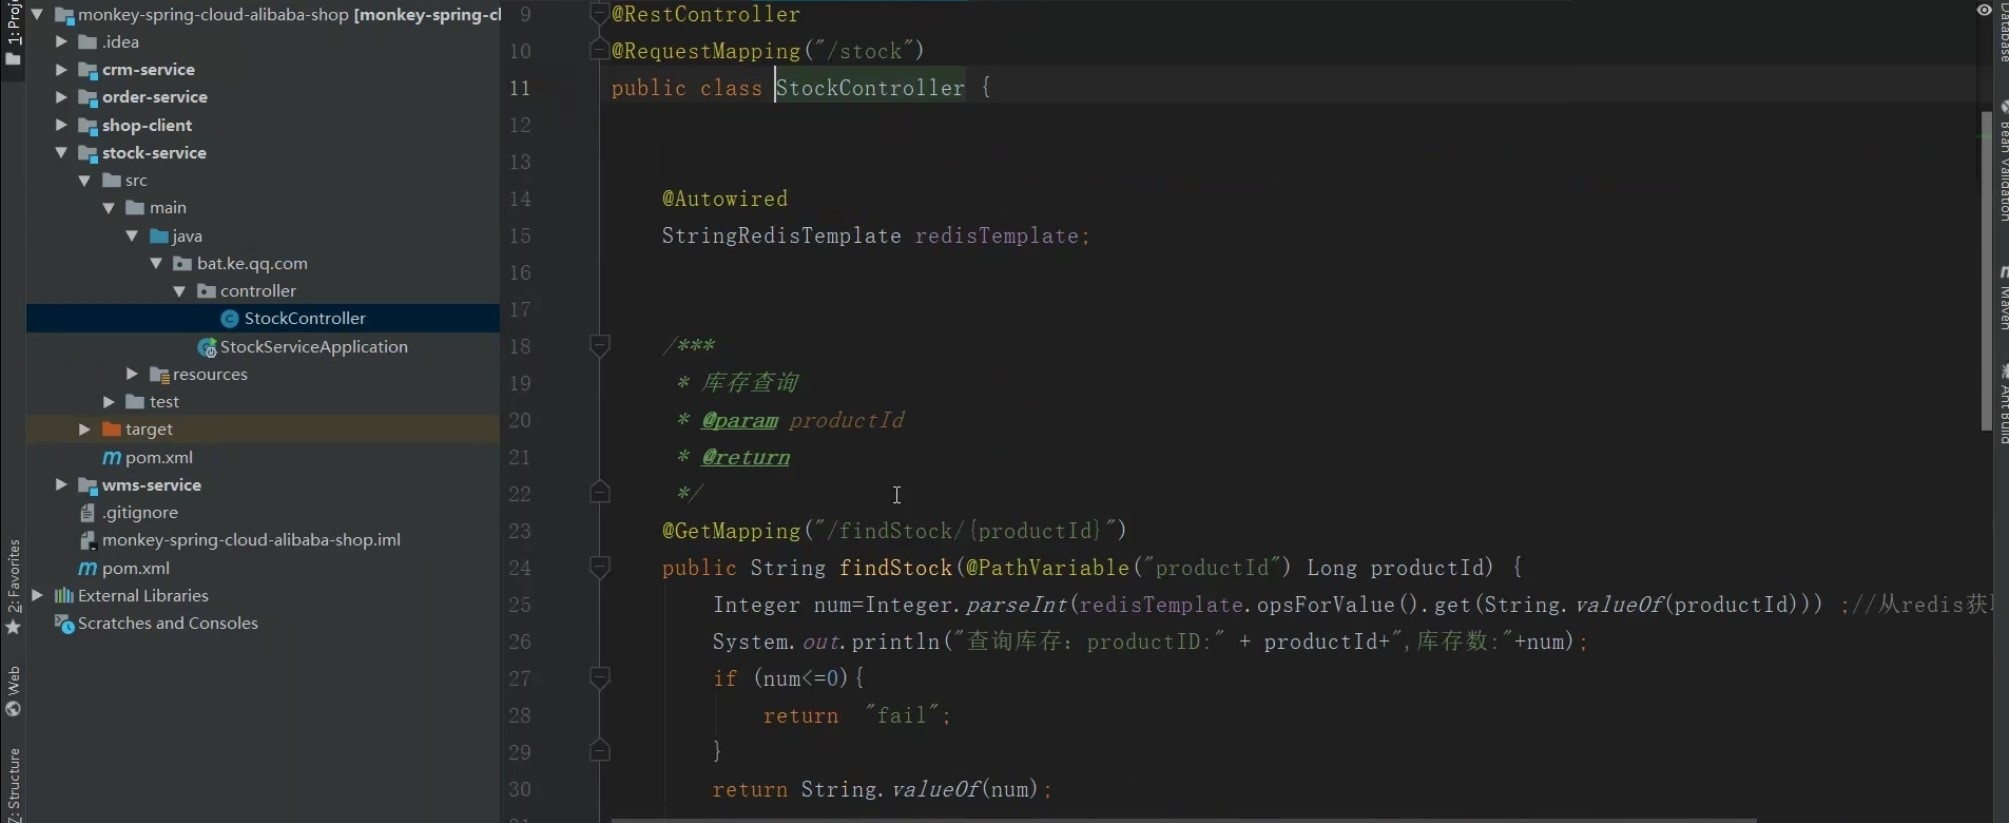 1: Proje
monkey-spring-cloud-alibaba-shop [monkey-spring-cl
.idea
crm-service
order-service
shop-client
stock-service
src
main
java
bat.ke.qq.com
controller
StockController
StockServiceApplication
resources
test
target
pom.xml
wms-service
.gitignore
monkey-spring-cloud-alibaba-shop.iml
pom.xml
External Libraries
Scratches and Consoles
2: Favorites
Web
Z: Structure
9 @RestController
10 @RequestMapping("/stock")
11 public class StockController {
12
13
14 @Autowired
15 StringRedisTemplate redisTemplate;
16
17
18 /***
19 * 库存查询
20 * @param productId
21 * @return
22 */
23 @GetMapping("/findStock/{productId}")
24 public String findStock(@PathVariable("productId") Long productId) {
25 Integer num=Integer.parseInt(redisTemplate.opsForValue().get(String.valueOf(productId))) ;//从redis获
26 System.out.println("查询库存：productID:" + productId+",库存数:"+num);
27 if (num<=0){
28 return "fail";
29 }
30 return String.valueOf(num);
Database
Bean Validation
Maven
Ant Build